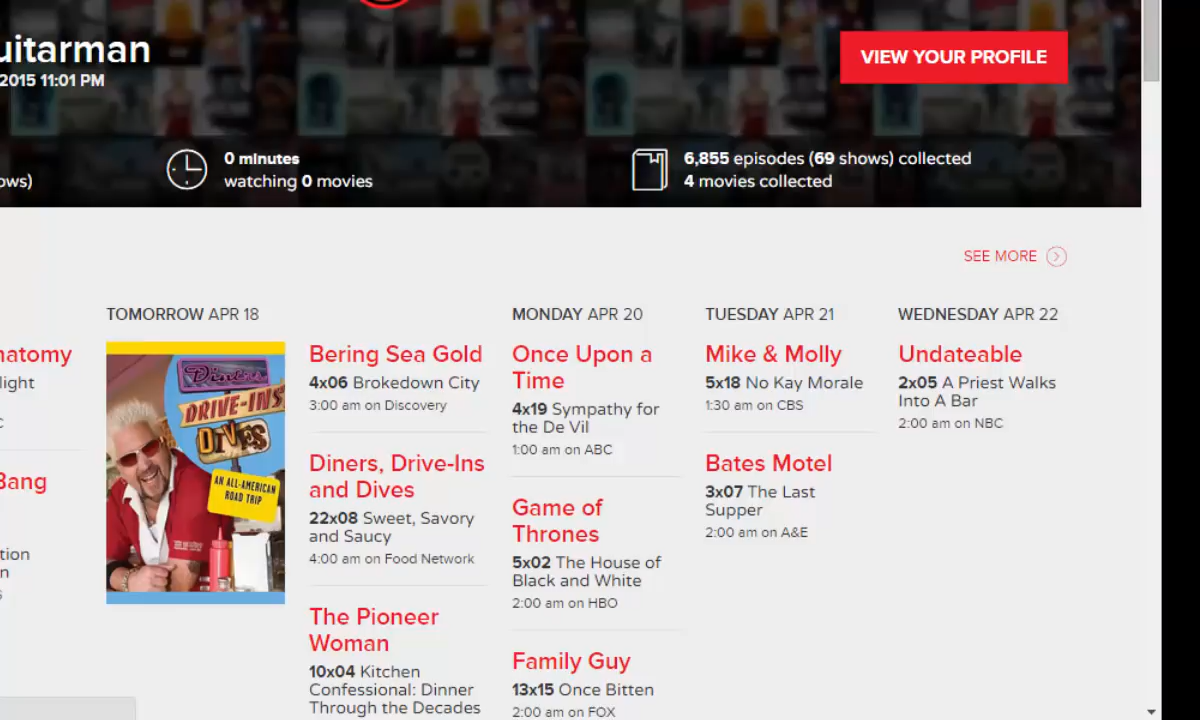 uitarman
2015 11:01 PM
VIEW YOUR PROFILE
ows)
0 minutes
watching 0 movies
6,855 episodes (69 shows) collected
4 movies collected
SEE MORE
natomy
light
C
Bang
tion
n
TOMORROW APR 18
Diners
DRIVE-INS
DIVES
AN ALL-AMERICAN
ROAD TRIP
Bering Sea Gold
4x06 Brokedown City
3:00 am on Discovery
Diners, Drive-Ins
and Dives
22x08 Sweet, Savory
and Saucy
4:00 am on Food Network
The Pioneer
Woman
10x04 Kitchen
Confessional: Dinner
Through the Decades
MONDAY APR 20
Once Upon a
Time
4x19 Sympathy for
the De Vil
1:00 am on ABC
Game of
Thrones
5x02 The House of
Black and White
2:00 am on HBO
Family Guy
13x15 Once Bitten
2:00 am on FOX
TUESDAY APR 21
Mike & Molly
5x18 No Kay Morale
1:30 am on CBS
Bates Motel
3x07 The Last
Supper
2:00 am on A&E
WEDNESDAY APR 22
Undateable
2x05 A Priest Walks
Into A Bar
2:00 am on NBC